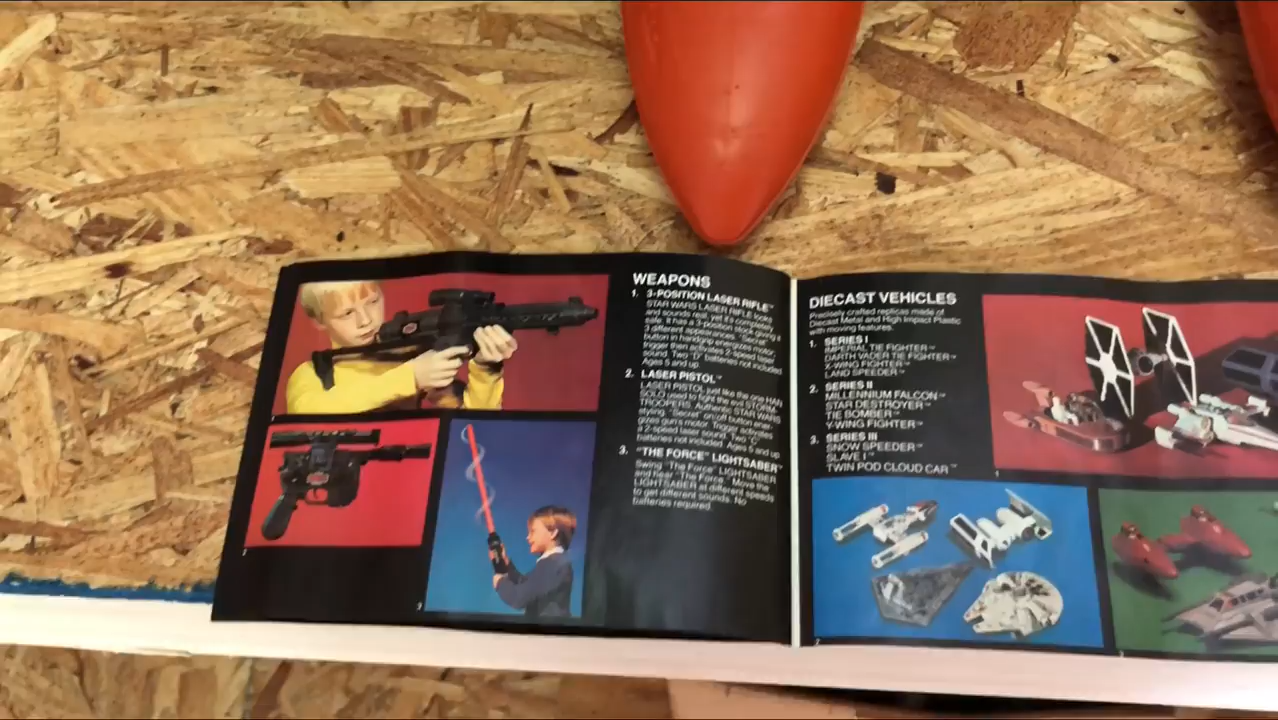 WEAPONS
1. 3-POSITION LASER RIFLE™
STAR WARS LASER RIFLE looks
and sounds real, yet it's completely
safe. It has a 3-position stock giving it
3 different appearances. "Secret"
button in handgrip energizes motor,
trigger then activates 2-speed laser
sound. Two "D" batteries not included.
Ages 5 and up.
2. LASER PISTOL™
LASER PISTOL just like the one HAN
SOLO used to fight the evil STORM-
TROOPERS. Authentic STAR WARS
styling. "Secret" on/off button ener-
gizes gun's motor. Trigger activates
a 2-speed laser sound. Two "C"
batteries not included. Ages 5 and up.
3. "THE FORCE" LIGHTSABER™
Swing "The Force" LIGHTSABER
and hear "The Force." Move the
LIGHTSABER at different speeds
to get different sounds. No
batteries required.
DIECAST VEHICLES
Precisely crafted replicas made of
Diecast Metal and High Impact Plastic
with moving features.
1. SERIES I
IMPERIAL TIE FIGHTER™
DARTH VADER TIE FIGHTER™
X-WING FIGHTER™
LAND SPEEDER™
2. SERIES II
MILLENNIUM FALCON™
STAR DESTROYER™
TIE BOMBER™
Y-WING FIGHTER™
3. SERIES III
SNOW SPEEDER™
SLAVE I™
TWIN POD CLOUD CAR™